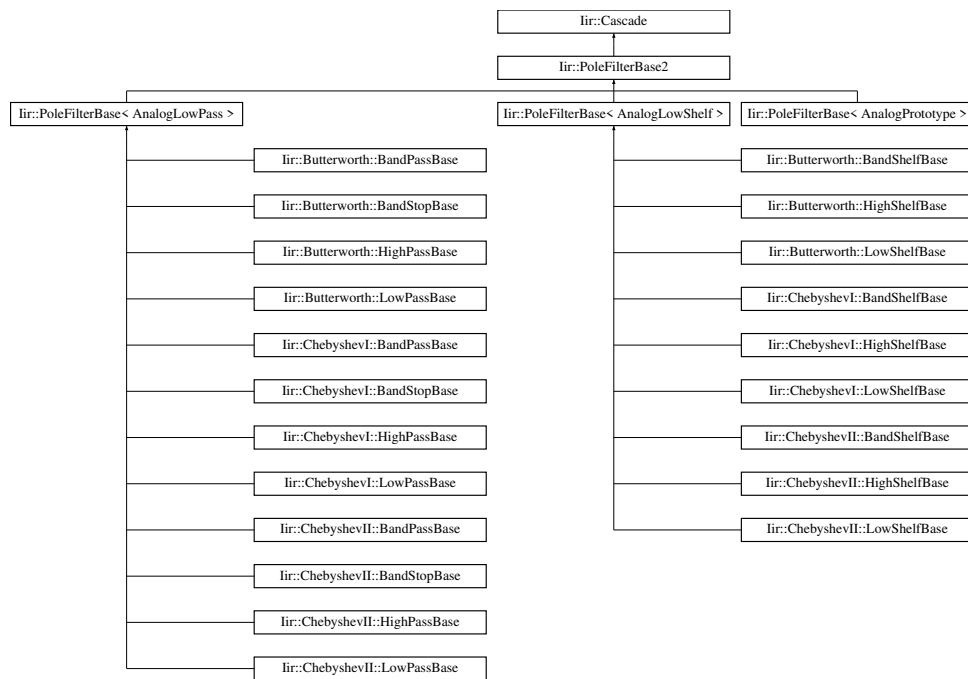 Iir::Cascade
Iir::PoleFilterBase2
Iir::PoleFilterBase< AnalogLowPass >
Iir::PoleFilterBase< AnalogLowShelf >
Iir::PoleFilterBase< AnalogPrototype >
Iir::Butterworth::BandPassBase
Iir::Butterworth::BandShelfBase
Iir::Butterworth::BandStopBase
Iir::Butterworth::HighShelfBase
Iir::Butterworth::HighPassBase
Iir::Butterworth::LowShelfBase
Iir::Butterworth::LowPassBase
Iir::ChebyshevI::BandShelfBase
Iir::ChebyshevI::BandPassBase
Iir::ChebyshevI::HighShelfBase
Iir::ChebyshevI::BandStopBase
Iir::ChebyshevI::LowShelfBase
Iir::ChebyshevI::HighPassBase
Iir::ChebyshevII::BandShelfBase
Iir::ChebyshevI::LowPassBase
Iir::ChebyshevII::HighShelfBase
Iir::ChebyshevII::BandPassBase
Iir::ChebyshevII::LowShelfBase
Iir::ChebyshevII::BandStopBase
Iir::ChebyshevII::HighPassBase
Iir::ChebyshevII::LowPassBase